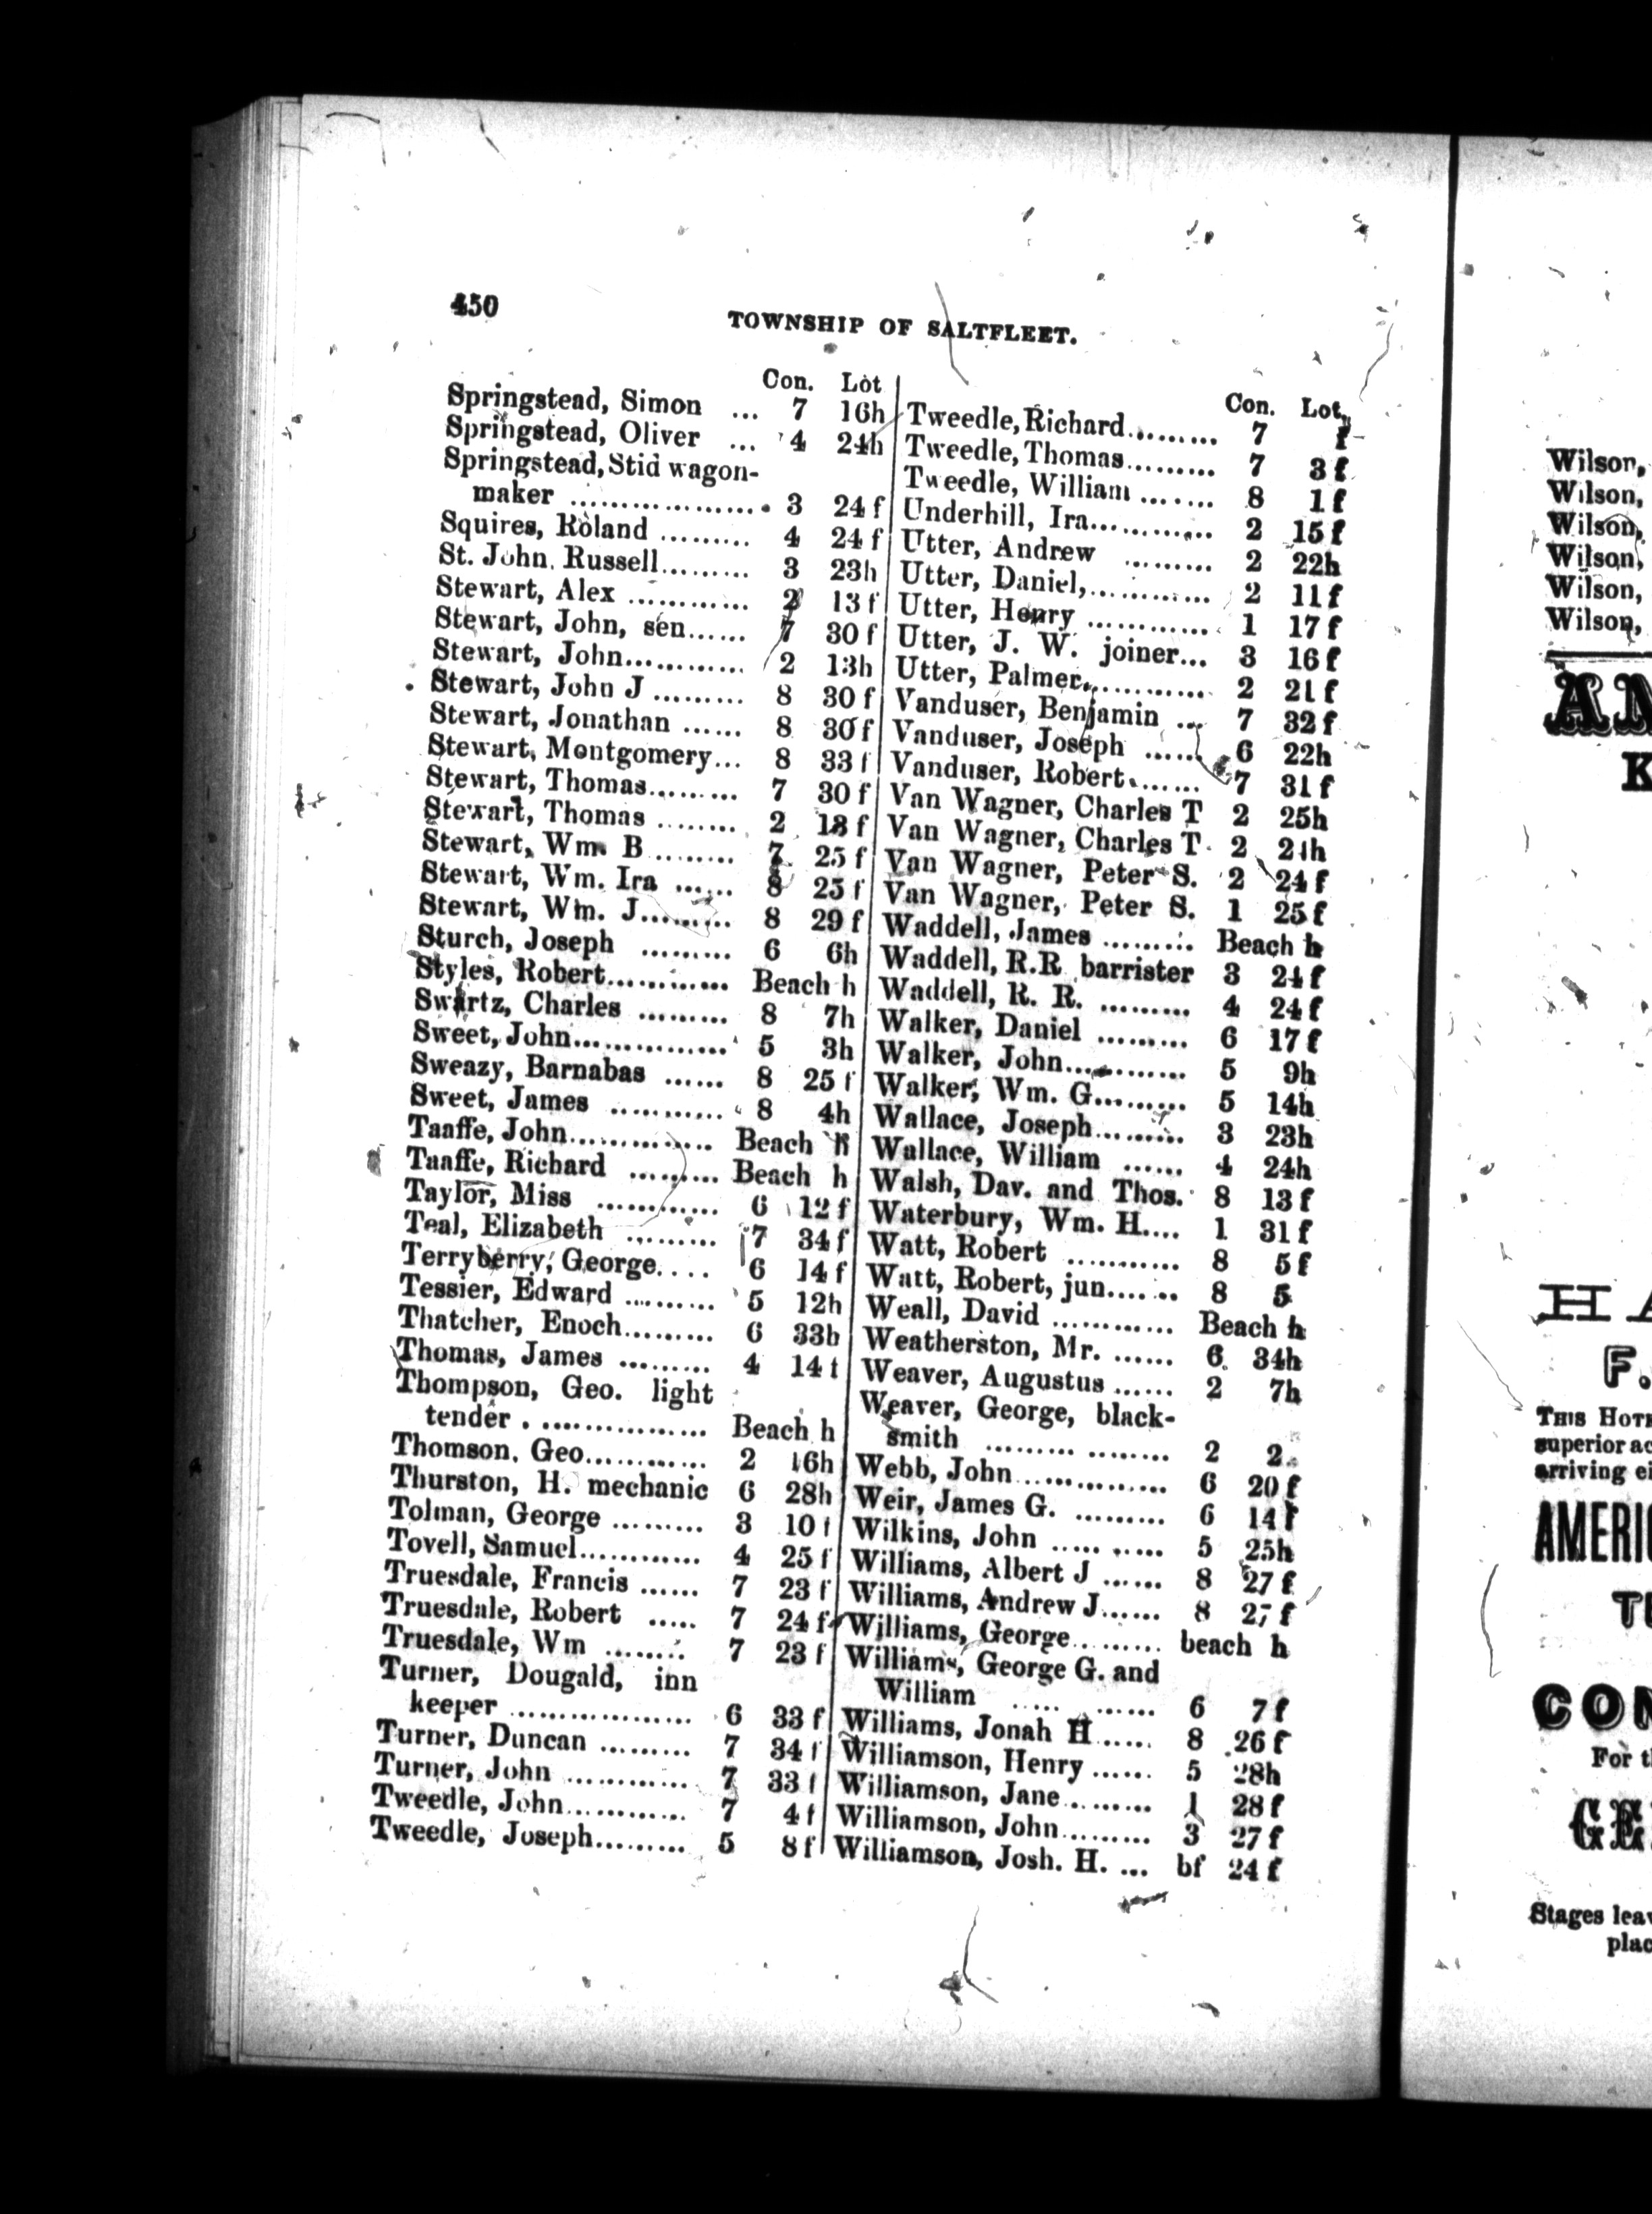 450
TOWNSHIP OF SALTFLEET.
Con. Lot
Springstead, Simon ... 7 16h
Springstead, Oliver ... 4 24h
Springstead, Stid wagon-
maker .................. 3 24 f
Squires, Roland ......... 4 24 f
St. John, Russell......... 3 23h
Stewart, Alex ............ 2 13 f
Stewart, John, sen...... 7 30 f
Stewart, John............ 2 13h
Stewart, John J ......... 8 30 f
Stewart, Jonathan ...... 8 30 f
Stewart, Montgomery... 8 33 f
Stewart, Thomas......... 7 30 f
Stewart, Thomas ........ 2 18 f
Stewart, Wm. B ........ 7 25 f
Stewart, Wm. Ira ...... 8 25 f
Stewart, Wm. J......... 8 29 f
Sturch, Joseph ......... 6 6h
Styles, Robert............ Beach h
Swartz, Charles ......... 8 7h
Sweet, John............... 5 3h
Sweazy, Barnabas ...... 8 25 f
Sweet, James ........... 8 4h
Taaffe, John.............. Beach h
Taaffe, Richard ......... Beach h
Taylor, Miss ............ 6 12 f
Teal, Elizabeth ......... 7 34 f
Terryberry, George.... 6 14 f
Tessier, Edward ......... 5 12h
Thatcher, Enoch......... 6 33h
Thomas, James ......... 4 14 f
Thompson, Geo. light
tender . ............... Beach h
Thomson, Geo............ 2 16h
Thurston, H. mechanic 6 28h
Tolman, George ......... 3 10 f
Tovell, Samuel............ 4 25 f
Truesdale, Francis ...... 7 23 f
Truesdale, Robert ..... 7 24 f
Truesdale, Wm ........ 7 23 f
Turner, Dougald, inn
keeper .................. 6 33 f
Turner, Duncan ......... 7 34 f
Turner, John ............ 7 33 f
Tweedle, John............ 7 4 f
Tweedle, Joseph......... 5 8 f
Con. Lot,
Tweedle, Richard......... 7 f
Tweedle, Thomas......... 7 3 f
Tweedle, William ....... 8 1 f
Underhill, Ira............ 2 15 f
Utter, Andrew ......... 2 22h
Utter, Daniel,............ 2 11 f
Utter, Henry ............ 1 17 f
Utter, J. W. joiner... 3 16 f
Utter, Palmer............ 2 21 f
Vanduser, Benjamin ... 7 32 f
Vanduser, Joseph ...... 6 22h
Vanduser, Robert....... 7 31 f
Van Wagner, Charles T 2 25h
Van Wagner, Charles T. 2 24h
Van Wagner, Peter S. 2 24 f
Van Wagner, Peter S. 1 25 f
Waddell, James ......... Beach h
Waddell, R.R barrister 3 24 f
Waddell, R. R. ......... 4 24 f
Walker, Daniel ......... 6 17 f
Walker, John............ 5 9h
Walker, Wm. G......... 5 14h
Wallace, Joseph......... 3 23h
Wallace, William ...... 4 24h
Walsh, Dav. and Thos. 8 13 f
Waterbury, Wm. H.... 1 31 f
Watt, Robert ............ 8 5 f
Watt, Robert, jun....... 8 5
Weall, David ............ Beach h
Weatherston, Mr. ...... 6 34h
Weaver, Augustus ...... 2 7h
Weaver, George, black-
smith ......... ......... 2 2
Webb, John............... 6 20 f
Weir, James G. ......... 6 14 f
Wilkins, John .......... 5 25h
Williams, Albert J ...... 8 27 f
Williams, Andrew J...... 8 27 f
Williams, George......... beach h
Williams, George G. and
William ..... ...... 6 7 f
Williams, Jonah H...... 8 26 f
Williamson, Henry ...... 5 28h
Williamson, Jane......... 1 28 f
Williamson, John......... 3 27 f
Williamson, Josh. H. ... bf 24 f
Wilson,
Wilson,
Wilson,
Wilson,
Wilson,
Wilson,
AM
K
HA
F.
THIS HOT
superior ac
arriving ei
AMERIC
CON
For t
GE
Stages leav
plac